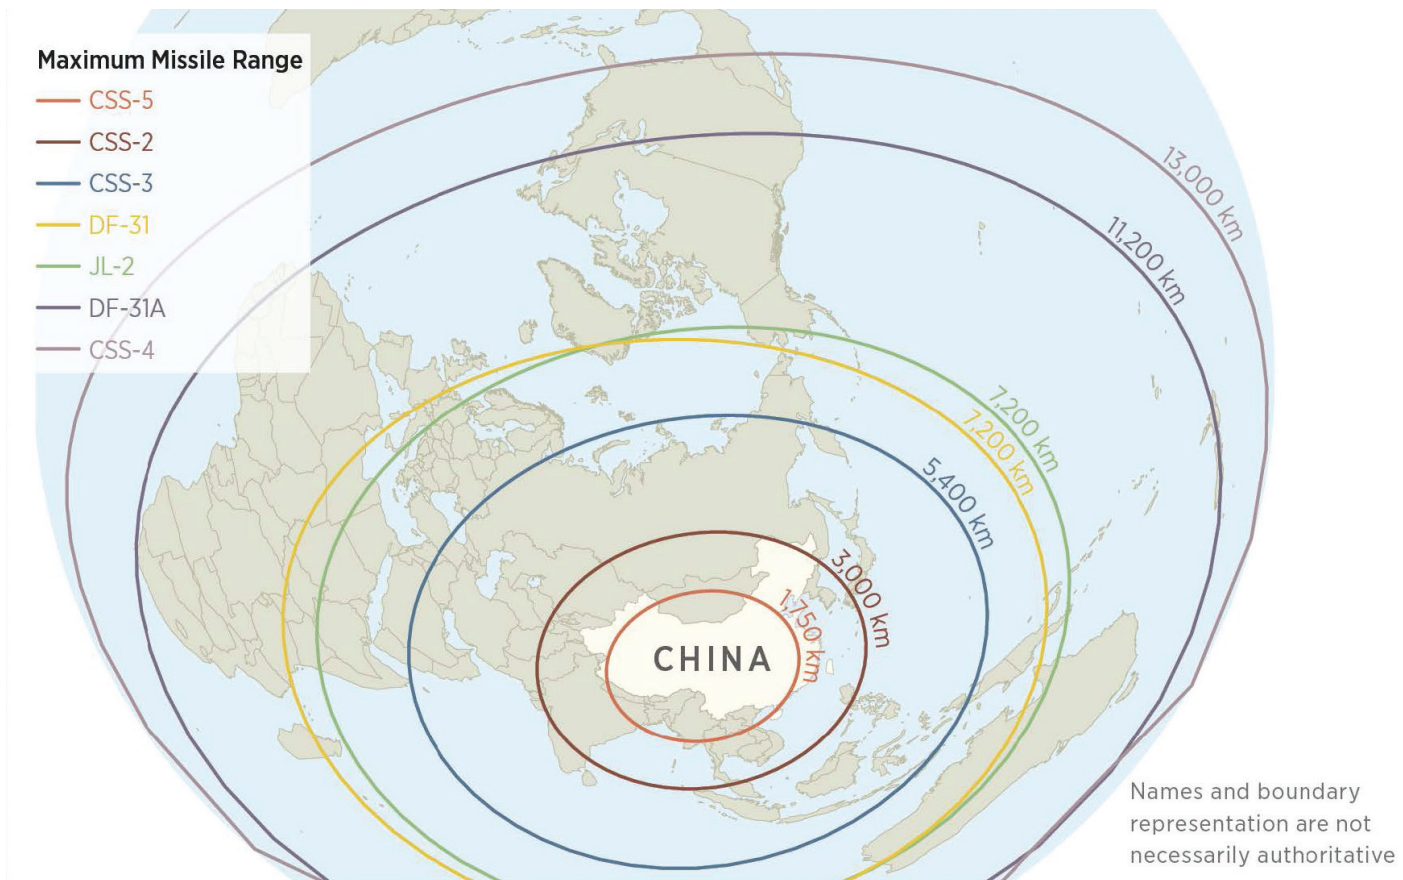 Maximum Missile Range
CSS-5
CSS-2
CSS-3
DF-31
JL-2
DF-31A
CSS-4
13,000 km
11,200 km
7,200 km
7,200 km
5,400 km
3,000 km
1,750 km
CHINA
Names and boundary
representation are not
necessarily authoritative